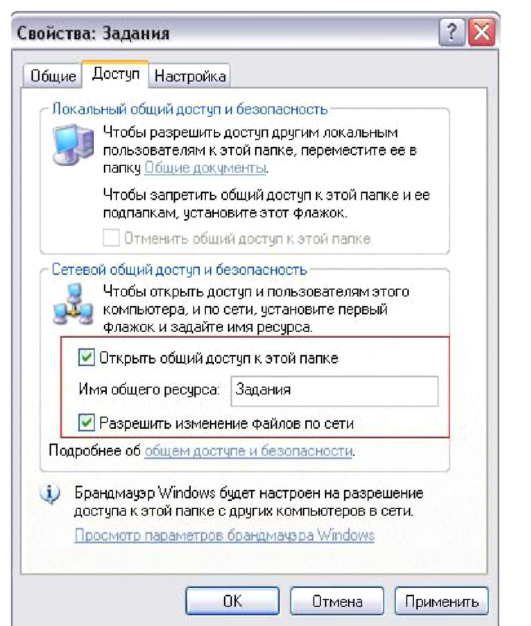 Свойства: Задания
Общие Доступ Настройка
Локальный общий доступ и безопасность
Чтобы разрешить доступ другим локальным
пользователям к этой папке, переместите ее в
папку Общие документы.
Чтобы запретить общий доступ к этой папке и ее
подпапкам, установите этот флажок.
Отменить общий доступ к этой папке
Сетевой общий доступ и безопасность
Чтобы открыть доступ и пользователям этого
компьютера, и по сети, установите первый
флажок и задайте имя ресурса.
Открыть общий доступ к этой папке
Имя общего ресурса: Задания
Разрешить изменение файлов по сети
Подробнее об общем доступе и безопасности.
Брандмауэр Windows будет настроен на разрешение
доступа к этой папке с других компьютеров в сети.
Просмотр параметров брандмауэра Windows
OK Отмена Применить